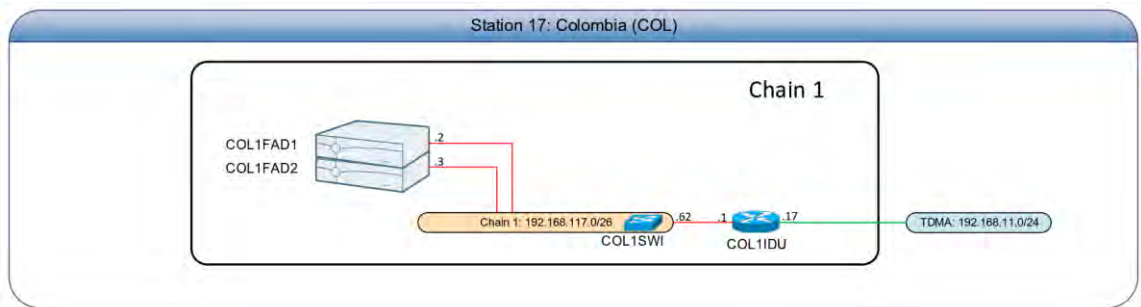 Station 17: Colombia (COL)
Chain 1
COL1FAD1
COL1FAD2
.2
.3
Chain 1: 192.168.117.0/26
COL1SWI
.62
.1
COL1IDU
.17
TDMA: 192.168.11.0/24